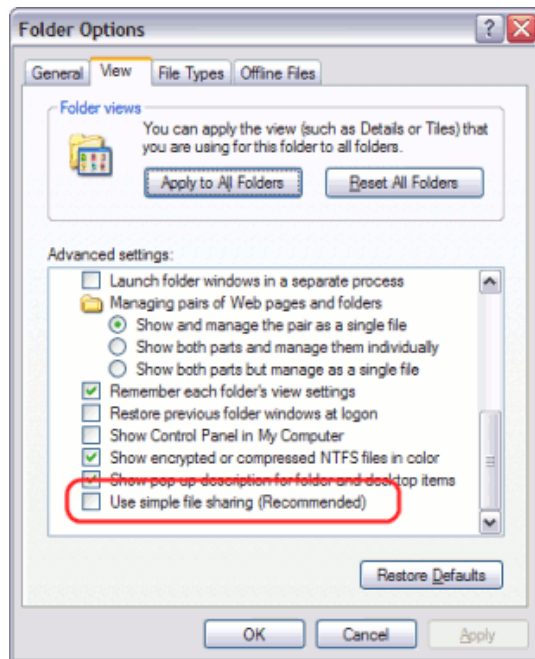 Folder Options
General View File Types Offline Files
Folder views
You can apply the view (such as Details or Tiles) that
you are using for this folder to all folders.
Apply to All Folders Reset All Folders
Advanced settings:
Launch folder windows in a separate process
Managing pairs of Web pages and folders
Show and manage the pair as a single file
Show both parts and manage them individually
Show both parts but manage as a single file
Remember each folder's view settings
Restore previous folder windows at logon
Show Control Panel in My Computer
Show encrypted or compressed NTFS files in color
Show pop-up description for folder and desktop items
Use simple file sharing (Recommended)
Restore Defaults
OK Cancel Apply